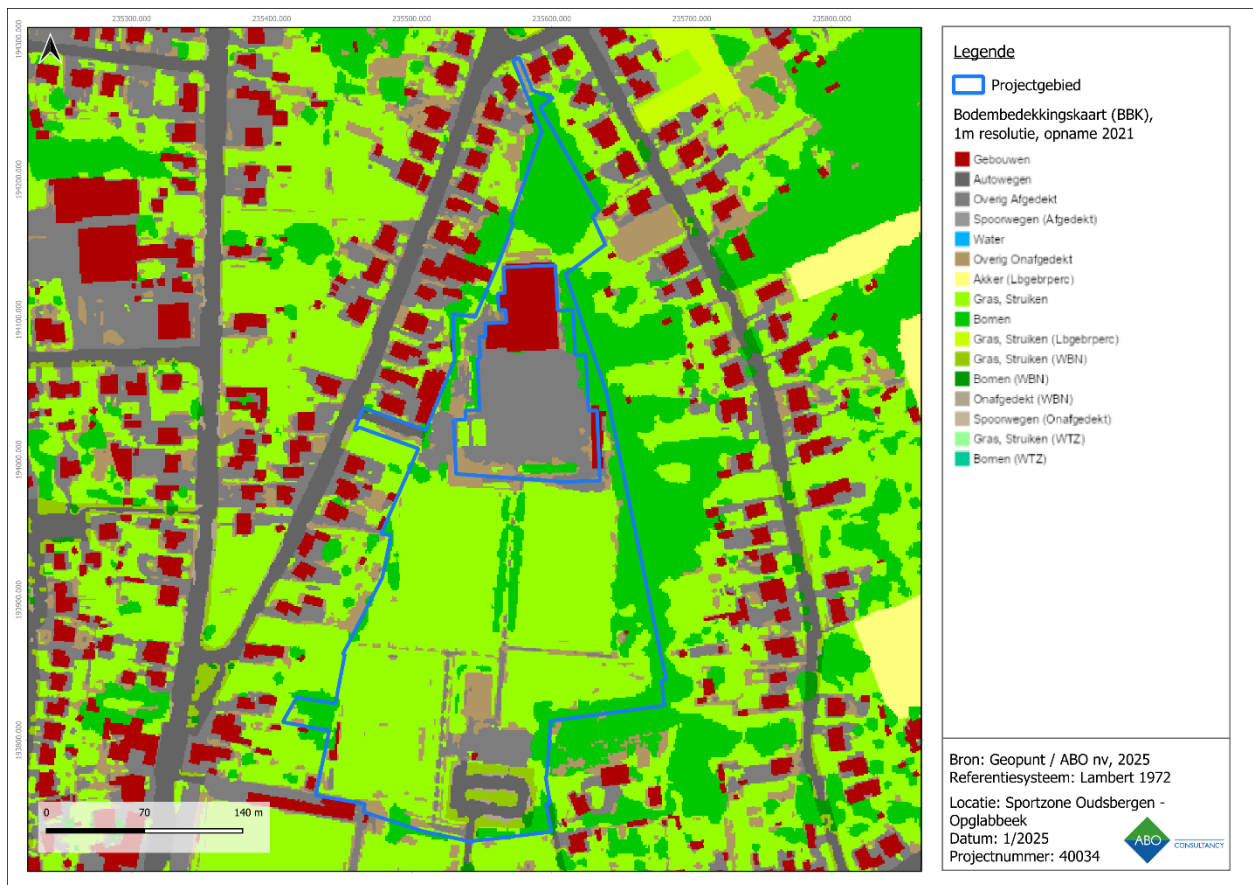 235300.000 235400.000 235500.000 235600.000 235700.000 235800.000
194300.000
194200.000
194100.000
194000.000
193900.000
193800.000
0 70 140 m
Legende
Projectgebied
Bodembedekkingskaart (BBK),
1m resolutie, opname 2021
Gebouwen
Autowegen
Overig Afgedekt
Spoorwegen (Afgedekt)
Water
Overig Onafgedekt
Akker (Lbgebrperc)
Gras, Struiken
Bomen
Gras, Struiken (Lbgebrperc)
Gras, Struiken (WBN)
Bomen (WBN)
Onafgedekt (WBN)
Spoorwegen (Onafgedekt)
Gras, Struiken (WTZ)
Bomen (WTZ)
Bron: Geopunt / ABO nv, 2025
Referentiesysteem: Lambert 1972
Locatie: Sportzone Oudsbergen -
Opglabbeek
Datum: 1/2025
Projectnummer: 40034
ABO CONSULTANCY